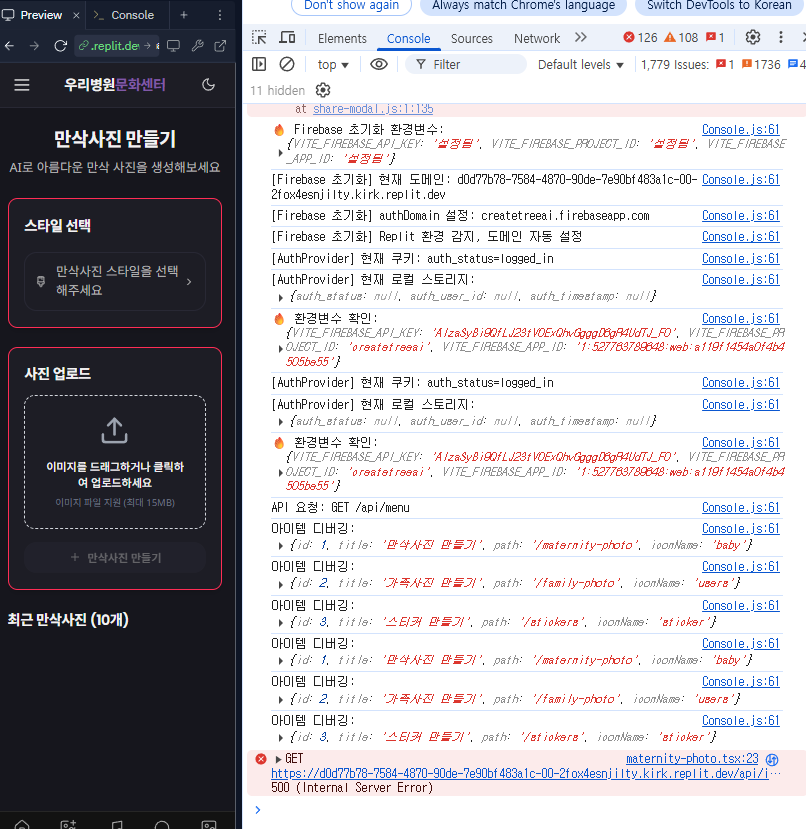 Preview
Console
.replit.de
우리병원문화센터
만삭사진 만들기
AI로 아름다운 만삭 사진을 생성해보세요
스타일 선택
만삭사진 스타일을 선택
해주세요
사진 업로드
이미지를 드래그하거나 클릭하
여 업로드하세요
이미지 파일 지원 (최대 15MB)
+ 만삭사진 만들기
최근 만삭사진 (10개)
Don't show again Always match Chrome's language Switch DevTools to Korean
Elements Console Sources Network 126 108 1
top Filter Default levels 1,779 Issues: 1 1736 4
11 hidden
at share-modal.js:1:135
🔥 Firebase 초기화 환경변수: Console.js:61
{VITE_FIREBASE_API_KEY: '설정됨', VITE_FIREBASE_PROJECT_ID: '설정됨', VITE_FIREBASE
_APP_ID: '설정됨'}
[Firebase 초기화] 현재 도메인: d0d77b78-7584-4870-90de-7e90bf483a1c-00- Console.js:61
2fox4esnjilty.kirk.replit.dev
[Firebase 초기화] authDomain 설정: createtreeai.firebaseapp.com Console.js:61
[Firebase 초기화] Replit 환경 감지, 도메인 자동 설정 Console.js:61
[AuthProvider] 현재 쿠키: auth_status=logged_in Console.js:61
[AuthProvider] 현재 로컬 스토리지: Console.js:61
{auth_status: null, auth_user_id: null, auth_timestamp: null}
🔥 환경변수 확인: Console.js:61
{VITE_FIREBASE_API_KEY: VITE_FIREBASE_PR
OJECT_ID: 'createtreeai', VITE_FIREBASE_APP_ID:
[AuthProvider] 현재 쿠키: auth_status=logged_in Console.js:61
[AuthProvider] 현재 로컬 스토리지: Console.js:61
{auth_status: null, auth_user_id: null, auth_timestamp: null}
🔥 환경변수 확인: Console.js:61
{VITE_FIREBASE_API_KEY: VITE_FIREBASE_PR
OJECT_ID: 'createtreeai', VITE_FIREBASE_APP_ID:
API 요청: GET /api/menu Console.js:61
아이템 디버깅: Console.js:61
{id: 1, title: '만삭사진 만들기', path: '/maternity-photo', iconName: 'baby'}
아이템 디버깅: Console.js:61
{id: 2, title: '가족사진 만들기', path: '/family-photo', iconName: 'users'}
아이템 디버깅: Console.js:61
{id: 3, title: '스티커 만들기', path: '/stickers', iconName: 'sticker'}
아이템 디버깅: Console.js:61
{id: 1, title: '만삭사진 만들기', path: '/maternity-photo', iconName: 'baby'}
아이템 디버깅: Console.js:61
{id: 2, title: '가족사진 만들기', path: '/family-photo', iconName: 'users'}
아이템 디버깅: Console.js:61
{id: 3, title: '스티커 만들기', path: '/stickers', iconName: 'sticker'}
GET maternity-photo.tsx:23
https://d0d77b78-7584-4870-90de-7e90bf483a1c-00-2fox4esnjilty.kirk.replit.dev/api/i…
500 (Internal Server Error)